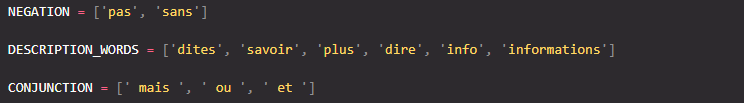 NEGATION = ['pas', 'sans']
DESCRIPTION_WORDS = ['dites', 'savoir', 'plus', 'dire', 'info', 'informations']
CONJUNCTION = [' mais ', ' ou ', ' et ']